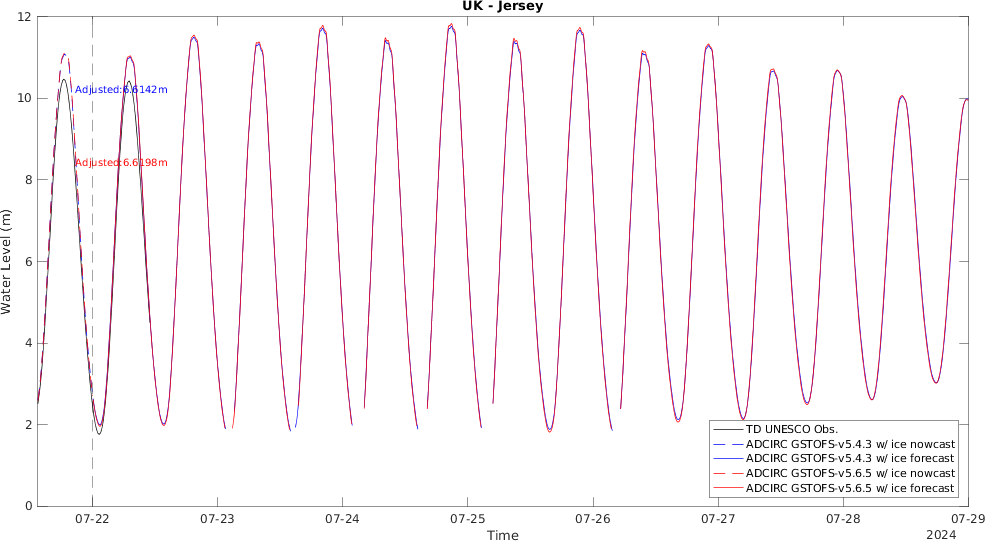 UK - Jersey
Water Level (m)
12
10
8
6
4
2
0
Adjusted:6.6142m
Adjusted:6.6198m
TD UNESCO Obs.
ADCIRC GSTOFS-v5.4.3 w/ ice nowcast
ADCIRC GSTOFS-v5.4.3 w/ ice forecast
ADCIRC GSTOFS-v5.6.5 w/ ice nowcast
ADCIRC GSTOFS-v5.6.5 w/ ice forecast
07-22 07-23 07-24 07-25 07-26 07-27 07-28 07-29
Time
2024